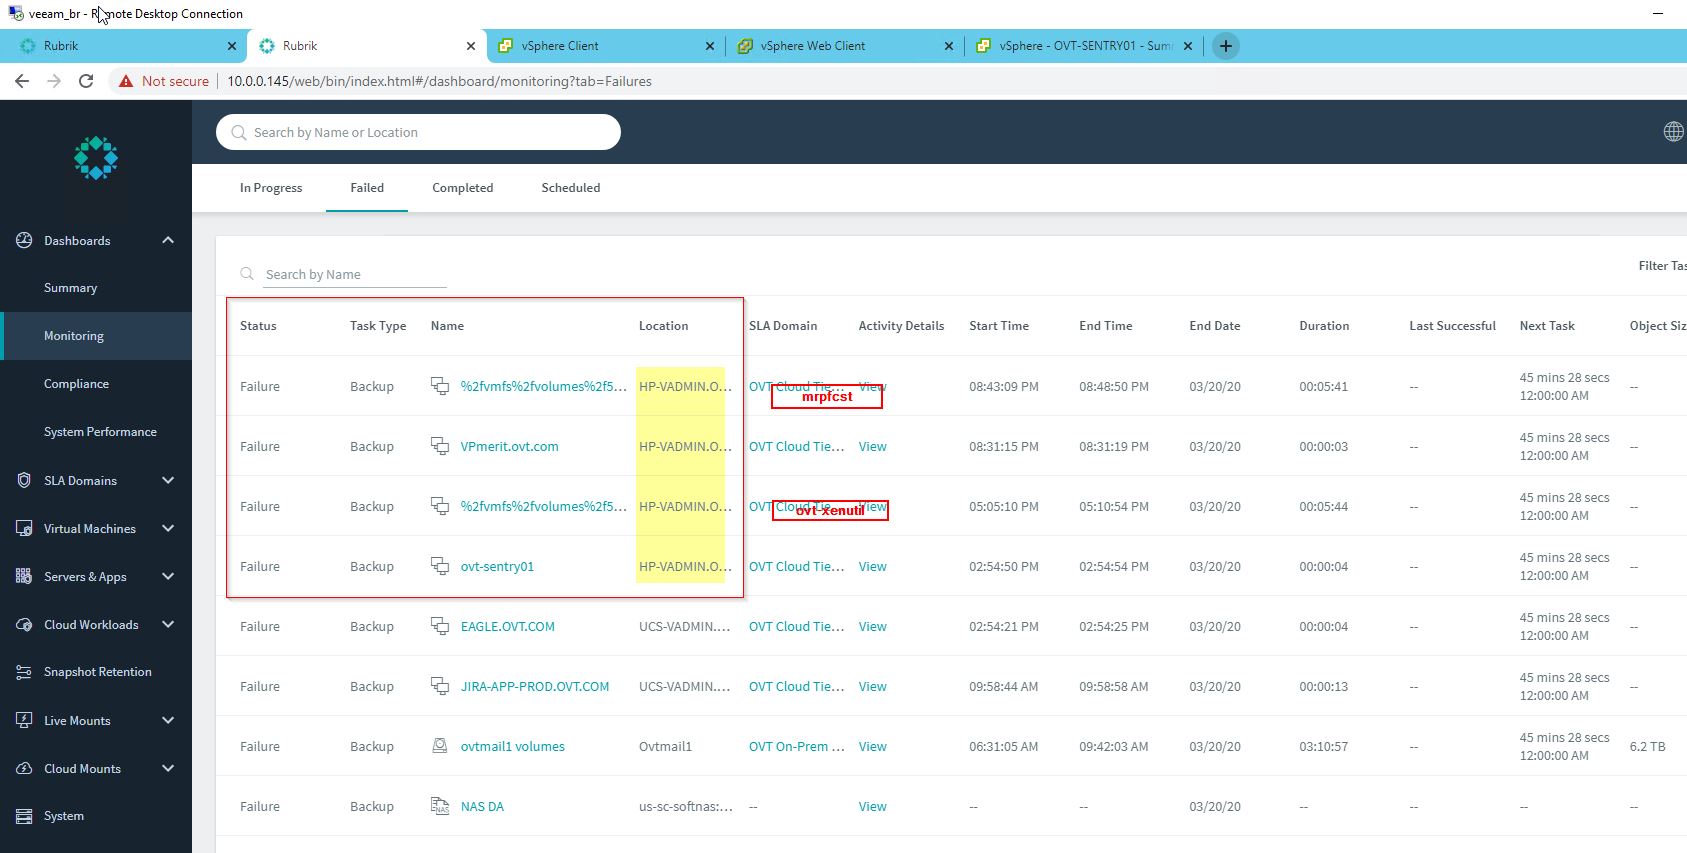 veeam_br - Remote Desktop Connection
Rubrik
Rubrik
vSphere Client
vSphere Web Client
vSphere - OVT-SENTRY01 - Sum
Not secure 10.0.0.145/web/bin/index.html#/dashboard/monitoring?tab=Failures
Search by Name or Location
In Progress Failed Completed Scheduled
Dashboards
Summary
Monitoring
Compliance
System Performance
SLA Domains
Virtual Machines
Servers & Apps
Cloud Workloads
Snapshot Retention
Live Mounts
Cloud Mounts
System
Search by Name
Filter Tas
Status Task Type Name Location SLA Domain Activity Details Start Time End Time End Date Duration Last Successful Next Task Object Siz
Failure Backup %2fvmfs%2fvolumes%2f5... HP-VADMIN.O... OVT Cloud Tie... View 08:43:09 PM 08:48:50 PM 03/20/20 00:05:41 -- 45 mins 28 secs --
12:00:00 AM
mrpfcst
Failure Backup VPmerit.ovt.com HP-VADMIN.O... OVT Cloud Tie... View 08:31:15 PM 08:31:19 PM 03/20/20 00:00:03 -- 45 mins 28 secs --
12:00:00 AM
Failure Backup %2fvmfs%2fvolumes%2f5... HP-VADMIN.O... OVT Cloud Tie... View 05:05:10 PM 05:10:54 PM 03/20/20 00:05:44 -- 45 mins 28 secs --
12:00:00 AM
ovt-xenutil
Failure Backup ovt-sentry01 HP-VADMIN.O... OVT Cloud Tie... View 02:54:50 PM 02:54:54 PM 03/20/20 00:00:04 -- 45 mins 28 secs --
12:00:00 AM
Failure Backup EAGLE.OVT.COM UCS-VADMIN.... OVT Cloud Tie... View 02:54:21 PM 02:54:25 PM 03/20/20 00:00:04 -- 45 mins 28 secs --
12:00:00 AM
Failure Backup JIRA-APP-PROD.OVT.COM UCS-VADMIN.... OVT Cloud Tie... View 09:58:44 AM 09:58:58 AM 03/20/20 00:00:13 -- 45 mins 28 secs --
12:00:00 AM
Failure Backup ovtmail1 volumes Ovtmail1 OVT On-Prem ... View 06:31:05 AM 09:42:03 AM 03/20/20 03:10:57 -- 45 mins 28 secs 6.2 TB
12:00:00 AM
Failure Backup NAS DA us-sc-softnas:... -- View -- -- 03/20/20 -- -- -- --